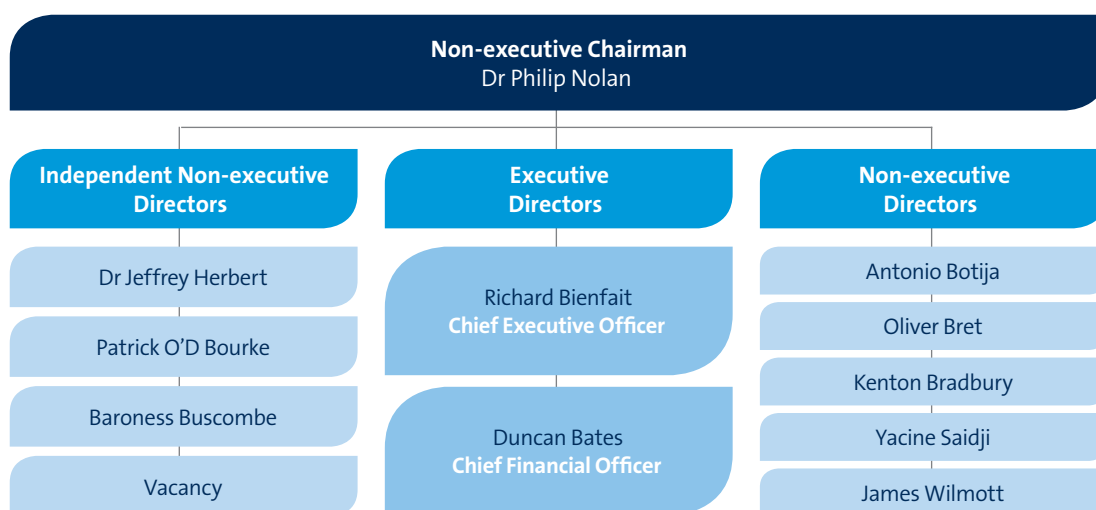 Non-executive Chairman
Dr Philip Nolan
Independent Non-executive
Directors
Dr Jeffrey Herbert
Patrick O’D Bourke
Baroness Buscombe
Vacancy
Executive
Directors
Richard Bienfait
Chief Executive Officer
Duncan Bates
Chief Financial Officer
Non-executive
Directors
Antonio Botija
Oliver Bret
Kenton Bradbury
Yacine Saidji
James Wilmott